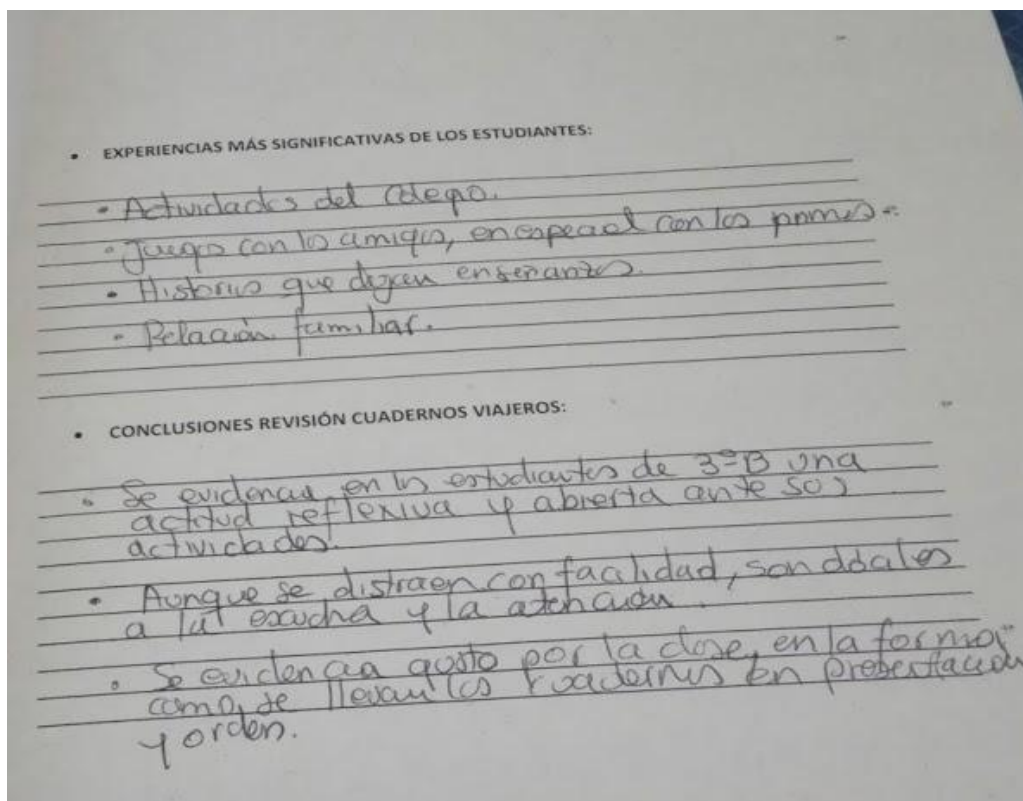 • EXPERIENCIAS MÁS SIGNIFICATIVAS DE LOS ESTUDIANTES:
- Actividades del Colegio.
- Juegos con los amigos, en especial con los primos.
- Historias que dejan enseñanzas.
- Relación familiar.
• CONCLUSIONES REVISIÓN CUADERNOS VIAJEROS:
• Se evidencia en los estudiantes de 3°B una
actitud reflexiva y abierta ante sus
actividades.
• Aunque se distraen con facilidad, son dóciles
a la escucha y la atención.
• Se evidencia gusto por la clase, en la forma
como se llevan los cuadernos en presentación
y orden.